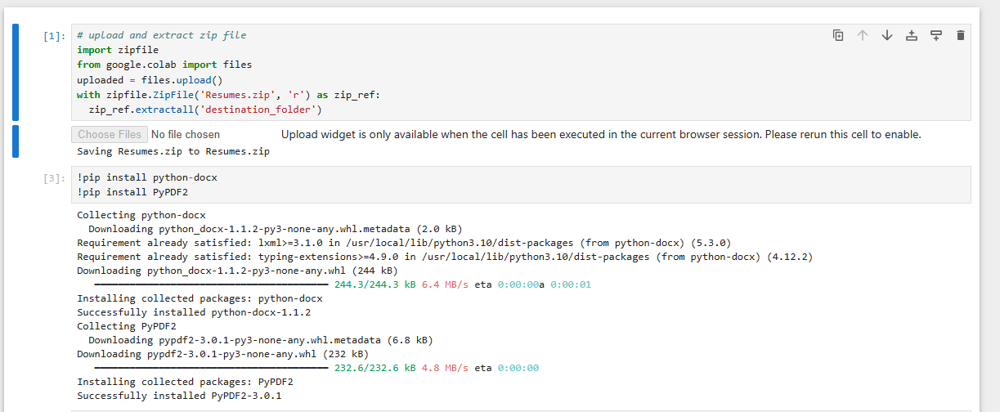 [1]:
# upload and extract zip file
import zipfile
from google.colab import files
uploaded = files.upload()
with zipfile.ZipFile('Resumes.zip', 'r') as zip_ref:
  zip_ref.extractall('destination_folder')
Choose Files No file chosen Upload widget is only available when the cell has been executed in the current browser session. Please rerun this cell to enable.
Saving Resumes.zip to Resumes.zip
[3]:
!pip install python-docx
!pip install PyPDF2
Collecting python-docx
  Downloading python_docx-1.1.2-py3-none-any.whl.metadata (2.0 kB)
Requirement already satisfied: lxml>=3.1.0 in /usr/local/lib/python3.10/dist-packages (from python-docx) (5.3.0)
Requirement already satisfied: typing-extensions>=4.9.0 in /usr/local/lib/python3.10/dist-packages (from python-docx) (4.12.2)
Downloading python_docx-1.1.2-py3-none-any.whl (244 kB)
244.3/244.3 kB 6.4 MB/s eta 0:00:00a 0:00:01
Installing collected packages: python-docx
Successfully installed python-docx-1.1.2
Collecting PyPDF2
  Downloading pypdf2-3.0.1-py3-none-any.whl.metadata (6.8 kB)
Downloading pypdf2-3.0.1-py3-none-any.whl (232 kB)
232.6/232.6 kB 4.8 MB/s eta 0:00:00
Installing collected packages: PyPDF2
Successfully installed PyPDF2-3.0.1